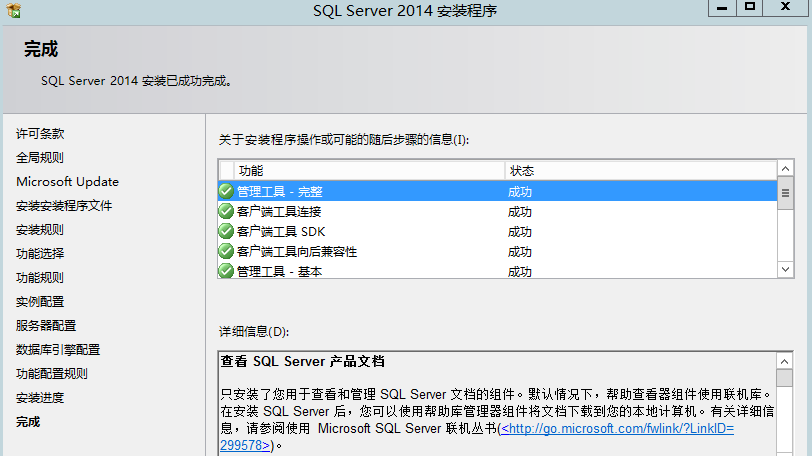 SQL Server 2014 安装程序
完成
SQL Server 2014 安装已成功完成。
许可条款
全局规则
Microsoft Update
安装安装程序文件
安装规则
功能选择
功能规则
实例配置
服务器配置
数据库引擎配置
功能配置规则
安装进度
完成
关于安装程序操作或可能的随后步骤的信息(I):
功能 状态
管理工具 - 完整 成功
客户端工具连接 成功
客户端工具 SDK 成功
客户端工具向后兼容性 成功
管理工具 - 基本 成功
详细信息(D):
查看 SQL Server 产品文档
只安装了您用于查看和管理 SQL Server 文档的组件。默认情况下，帮助查看器组件使用联机库。
在安装 SQL Server 后，您可以使用帮助库管理器组件将文档下载到您的本地计算机。有关详细信
息，请参阅使用 Microsoft SQL Server 联机丛书(<http://go.microsoft.com/fwlink/?LinkID=
299578>)。